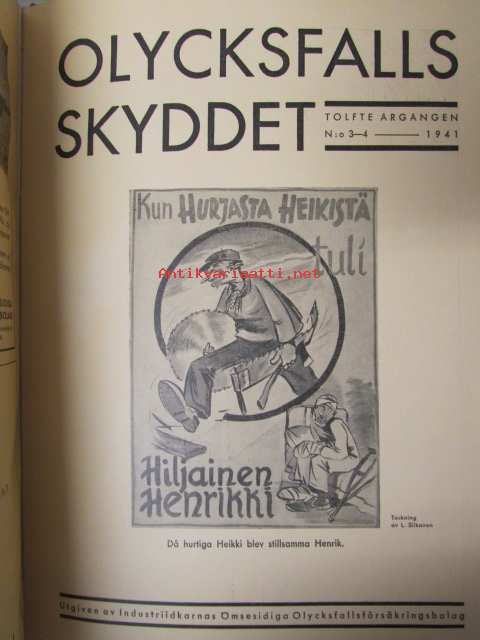 OLYCKSFALLS
SKYDDET
TOLFTE ÅRGÅNGEN
N:o 3—4 1941
Kun HURJASTA HEIKISTÄ
tuli
Antikvariaatti.net
Hiljainen
Henrikki
Teckning
av L. Siikanen
Då hurtiga Heikki blev stillsamma Henrik.
Utgiven av Industriidkarnas Ömsesidiga Olycksfallsförsäkringsbolag